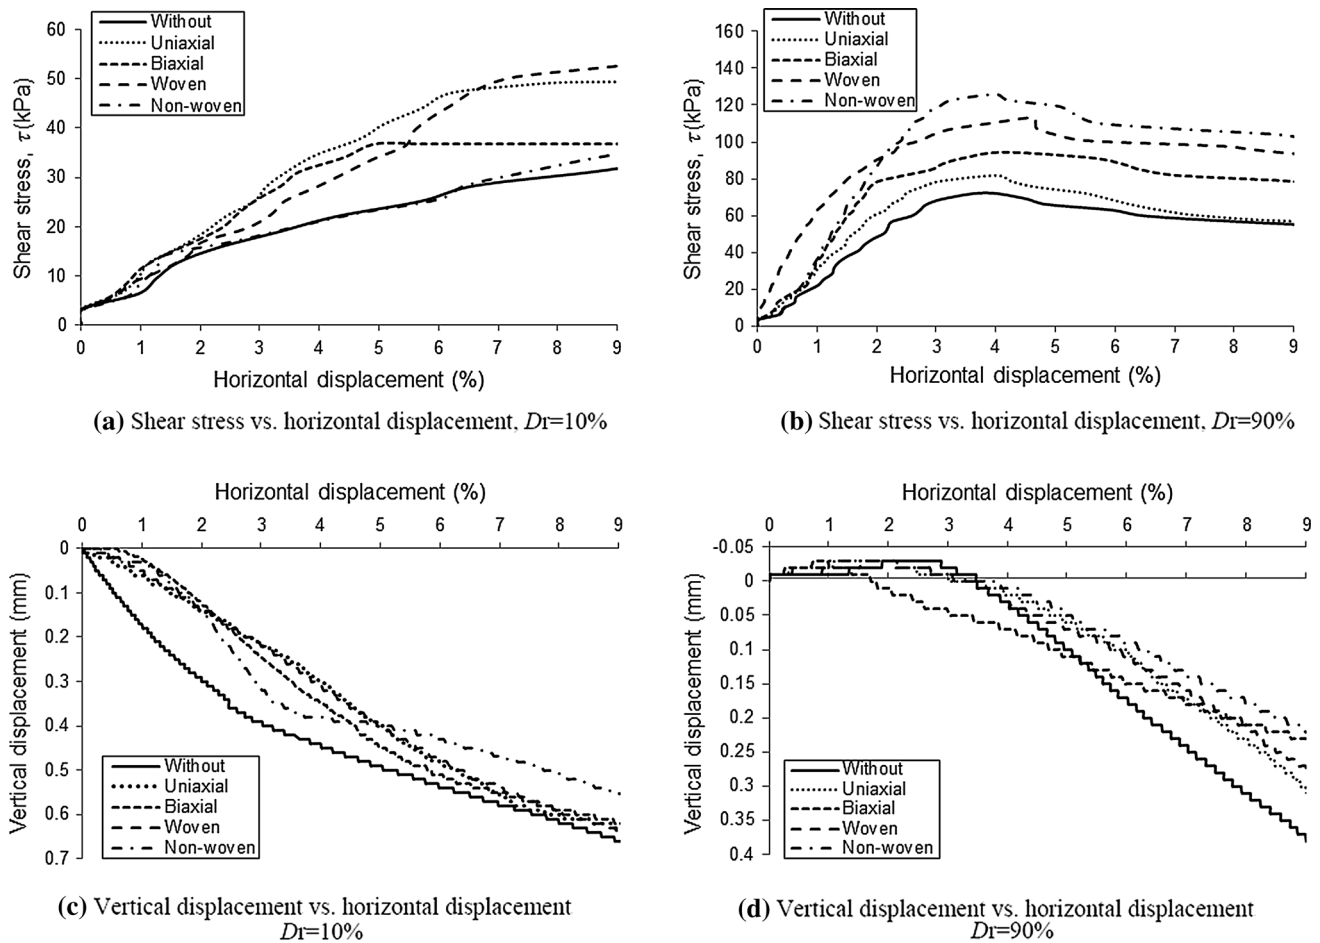 Without
Uniaxial
Biaxial
Woven
Non-woven
60
50
40
30
20
10
0
Shear stress, τ (kPa)
0 1 2 3 4 5 6 7 8 9
Horizontal displacement (%)
(a) Shear stress vs. horizontal displacement, Dr=10%
Without
Uniaxial
Biaxial
Woven
Non-woven
160
140
120
100
80
60
40
20
0
Shear stress, τ (kPa)
0 1 2 3 4 5 6 7 8 9
Horizontal displacement (%)
(b) Shear stress vs. horizontal displacement, Dr=90%
Horizontal displacement (%)
0 1 2 3 4 5 6 7 8 9
0
0.1
0.2
0.3
0.4
0.5
0.6
0.7
Vertical displacement (mm)
Without
Uniaxial
Biaxial
Woven
Non-woven
(c) Vertical displacement vs. horizontal displacement
Dr=10%
Horizontal displacement (%)
0 1 2 3 4 5 6 7 8 9
-0.05
0
0.05
0.1
0.15
0.2
0.25
0.3
0.35
0.4
Vertical displacement (mm)
Without
Uniaxial
Biaxial
Woven
Non-woven
(d) Vertical displacement vs. horizontal displacement
Dr=90%